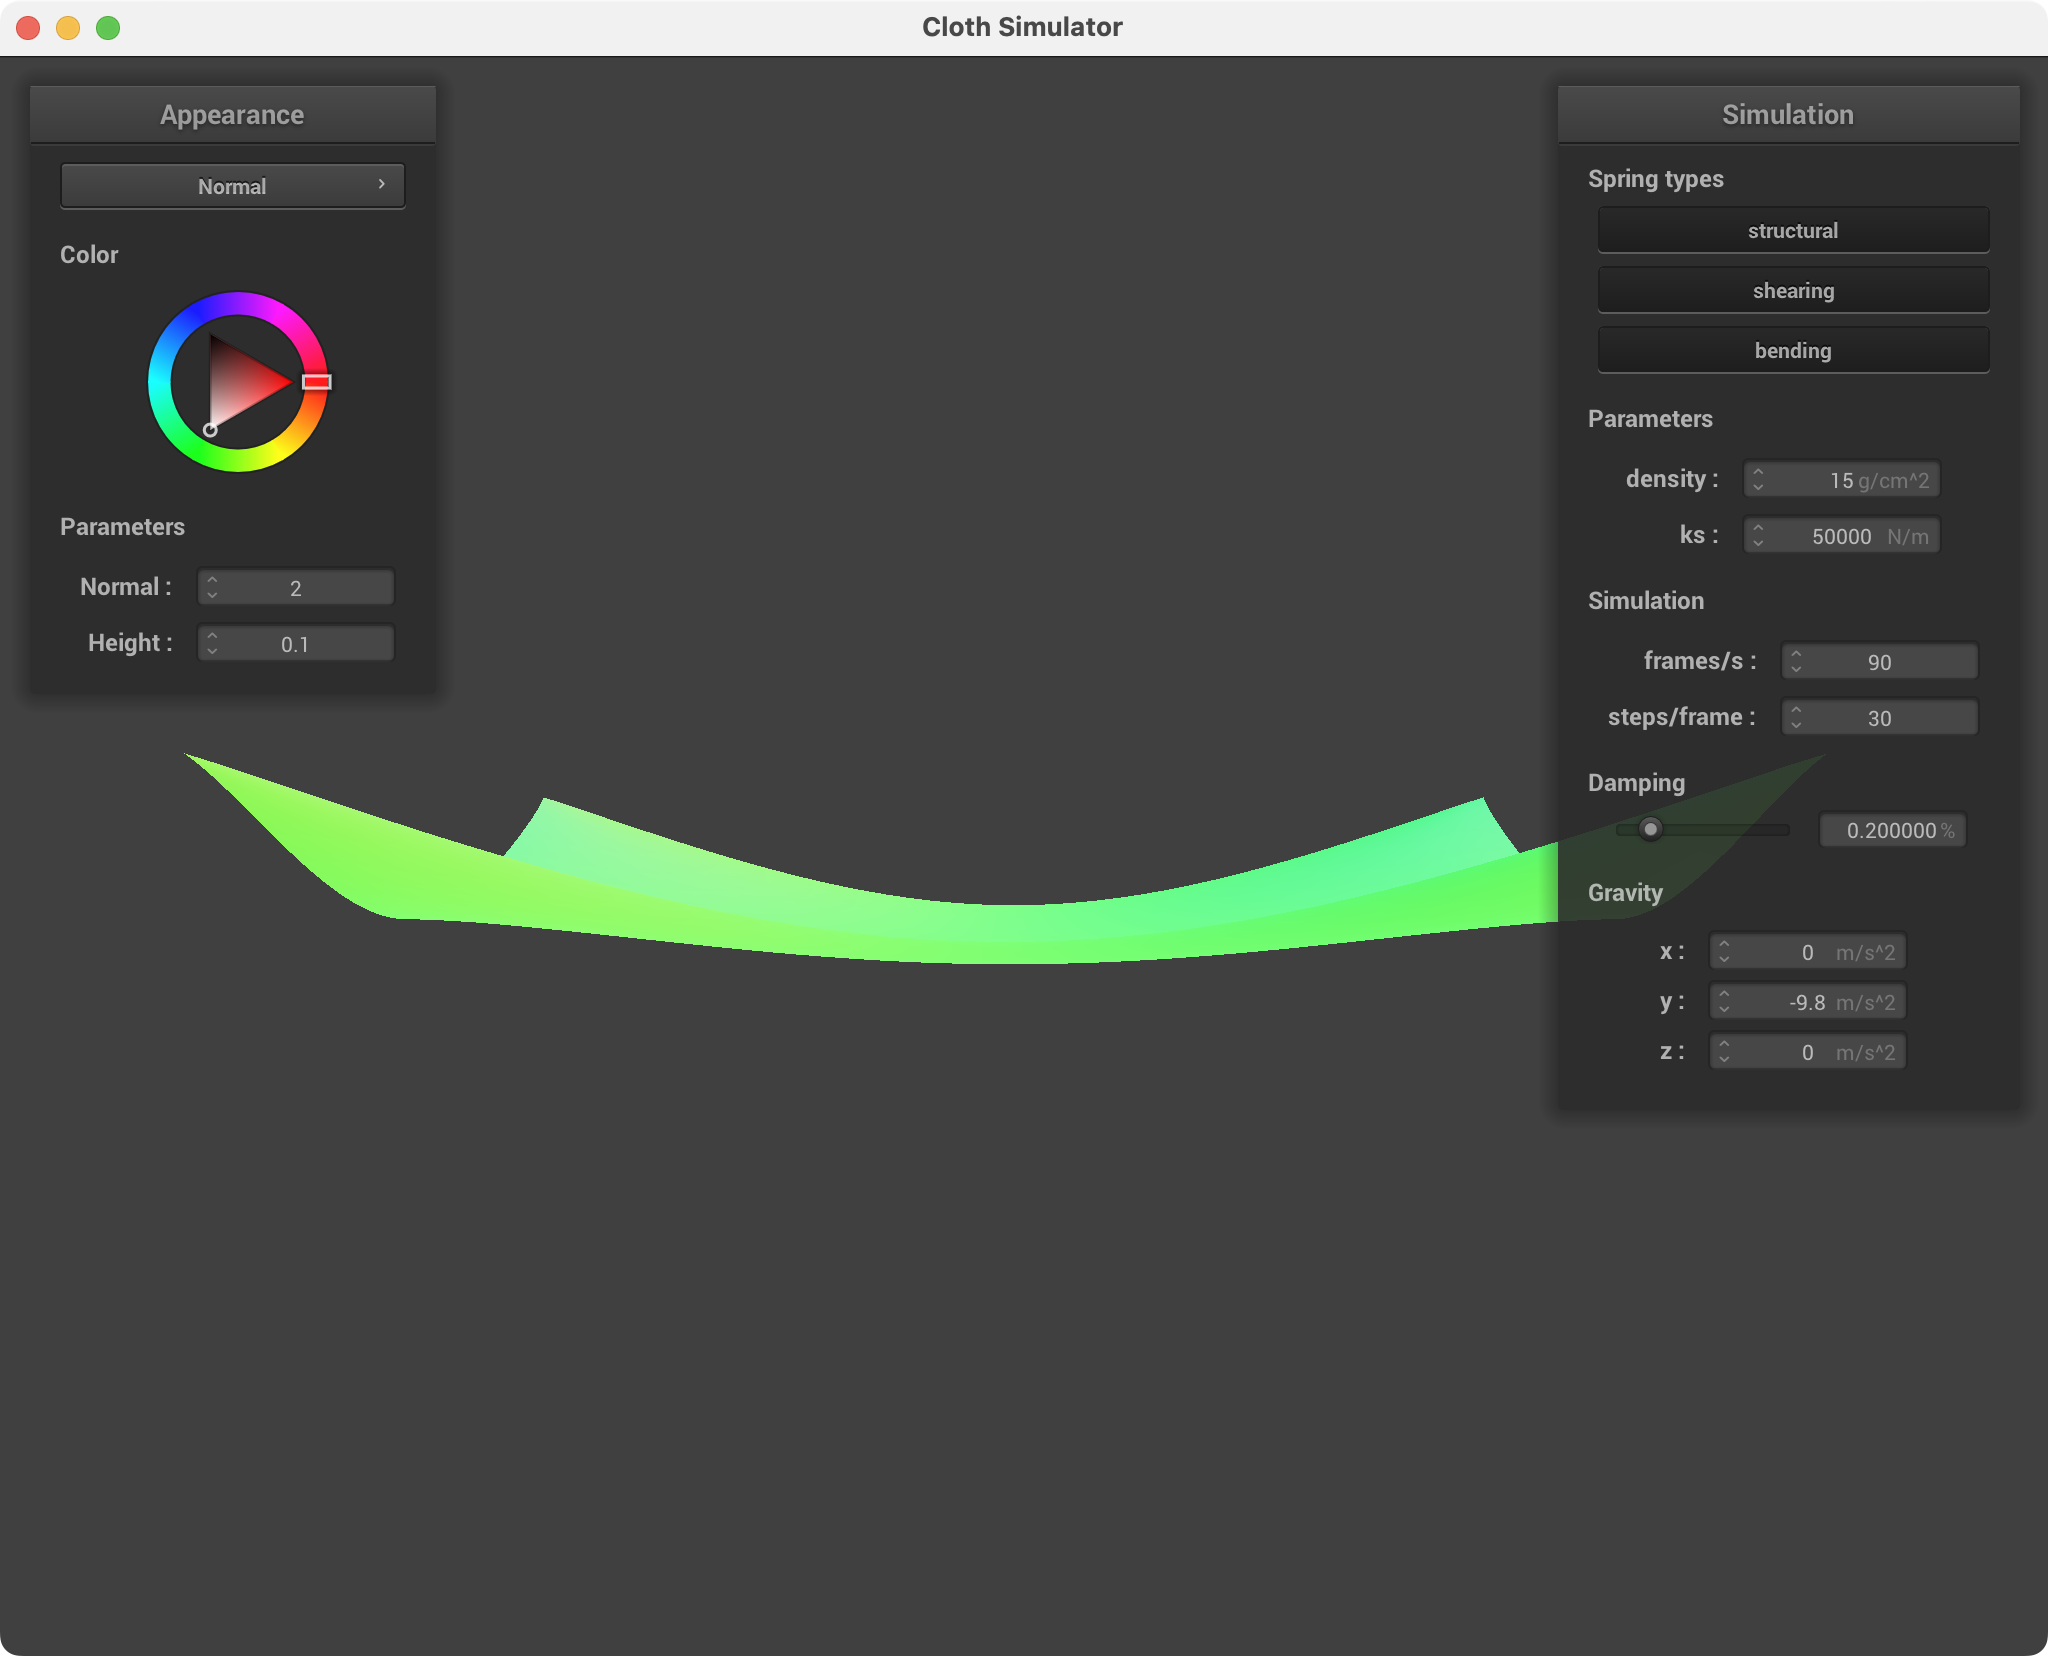 Cloth Simulator
Appearance
Normal
Color
Parameters
Normal : 2
Height : 0.1
Simulation
Spring types
structural
shearing
bending
Parameters
density : 15 g/cm^2
ks : 50000 N/m
Simulation
frames/s : 90
steps/frame : 30
Damping
0.200000 %
Gravity
x : 0 m/s^2
y : -9.8 m/s^2
z : 0 m/s^2